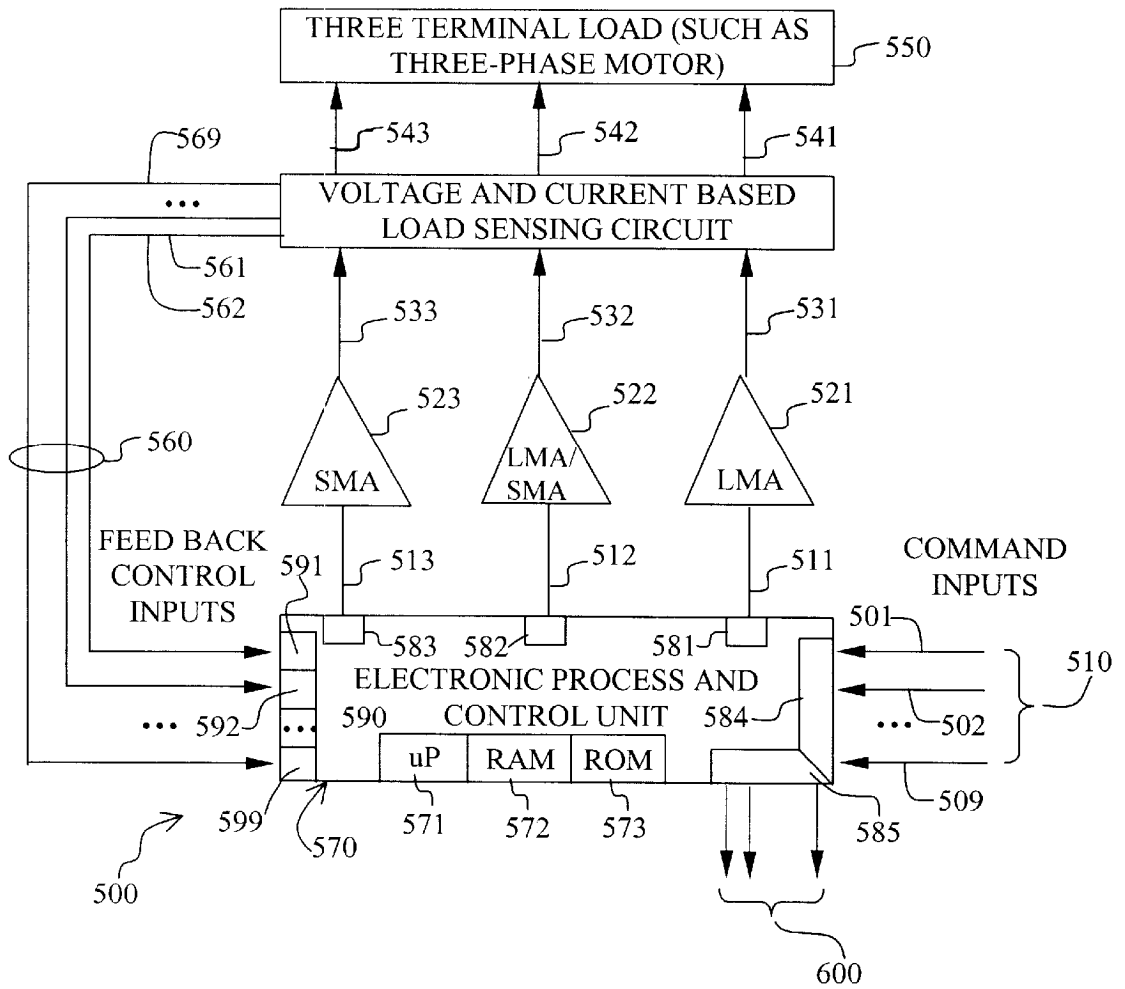 THREE TERMINAL LOAD (SUCH AS
THREE-PHASE MOTOR)
550
543
542
541
569
...
VOLTAGE AND CURRENT BASED
LOAD SENSING CIRCUIT
561
562
533
532
531
523
522
521
560
SMA
LMA/
SMA
LMA
FEED BACK
CONTROL
INPUTS
591
513
512
511
COMMAND
INPUTS
583
582
581
501
510
ELECTRONIC PROCESS AND
CONTROL UNIT
...
592
...
590
584
502
...
uP
RAM
ROM
509
599
570
571
572
573
585
500
600